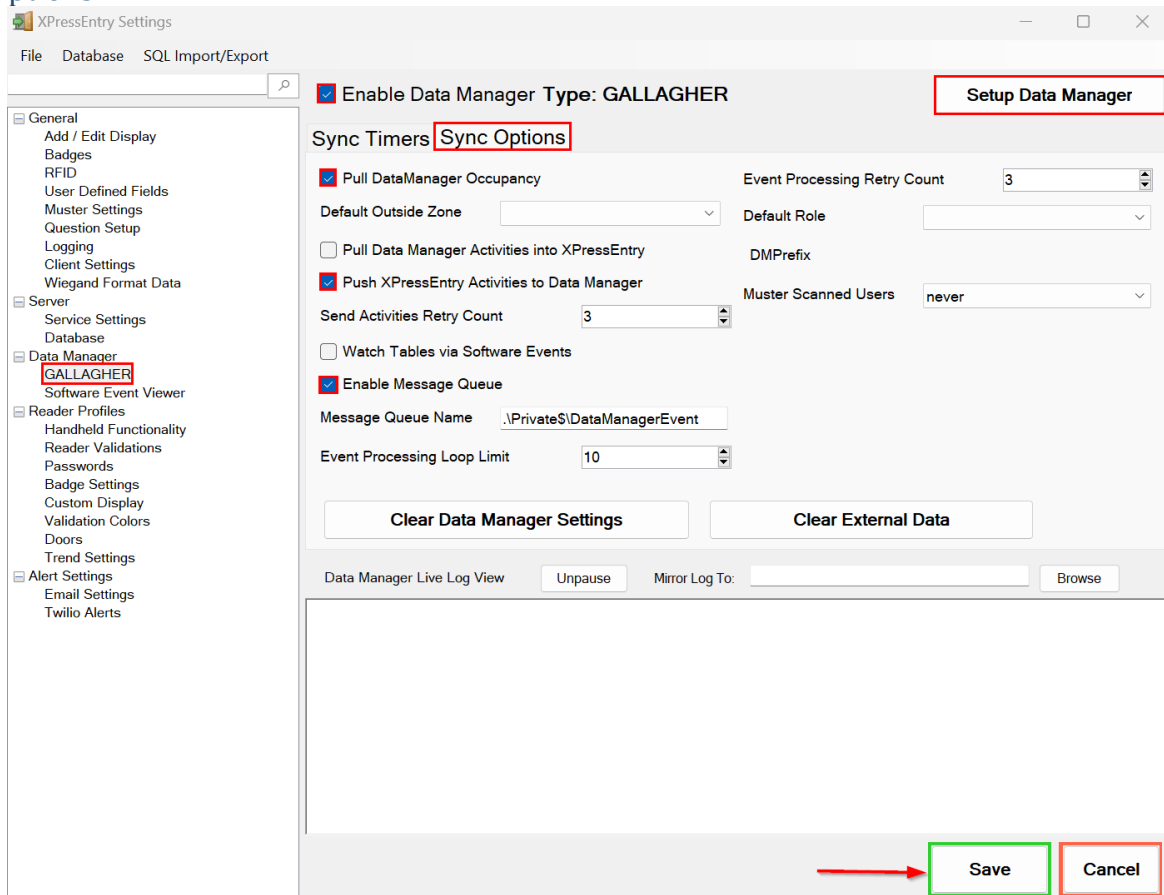 XPressEntry Settings
File Database SQL Import/Export
General
Add / Edit Display
Badges
RFID
User Defined Fields
Muster Settings
Question Setup
Logging
Client Settings
Wiegand Format Data
Server
Service Settings
Database
Data Manager
GALLAGHER
Software Event Viewer
Reader Profiles
Handheld Functionality
Reader Validations
Passwords
Badge Settings
Custom Display
Validation Colors
Doors
Trend Settings
Alert Settings
Email Settings
Twilio Alerts
Enable Data Manager Type: GALLAGHER
Setup Data Manager
Sync Timers Sync Options
Pull DataManager Occupancy
Default Outside Zone
Pull Data Manager Activities into XPressEntry
Push XPressEntry Activities to Data Manager
Send Activities Retry Count 3
Watch Tables via Software Events
Enable Message Queue
Message Queue Name .\Private$\DataManagerEvent
Event Processing Loop Limit 10
Event Processing Retry Count 3
Default Role
DMPrefix
Muster Scanned Users never
Clear Data Manager Settings Clear External Data
Data Manager Live Log View Unpause Mirror Log To: Browse
Save Cancel